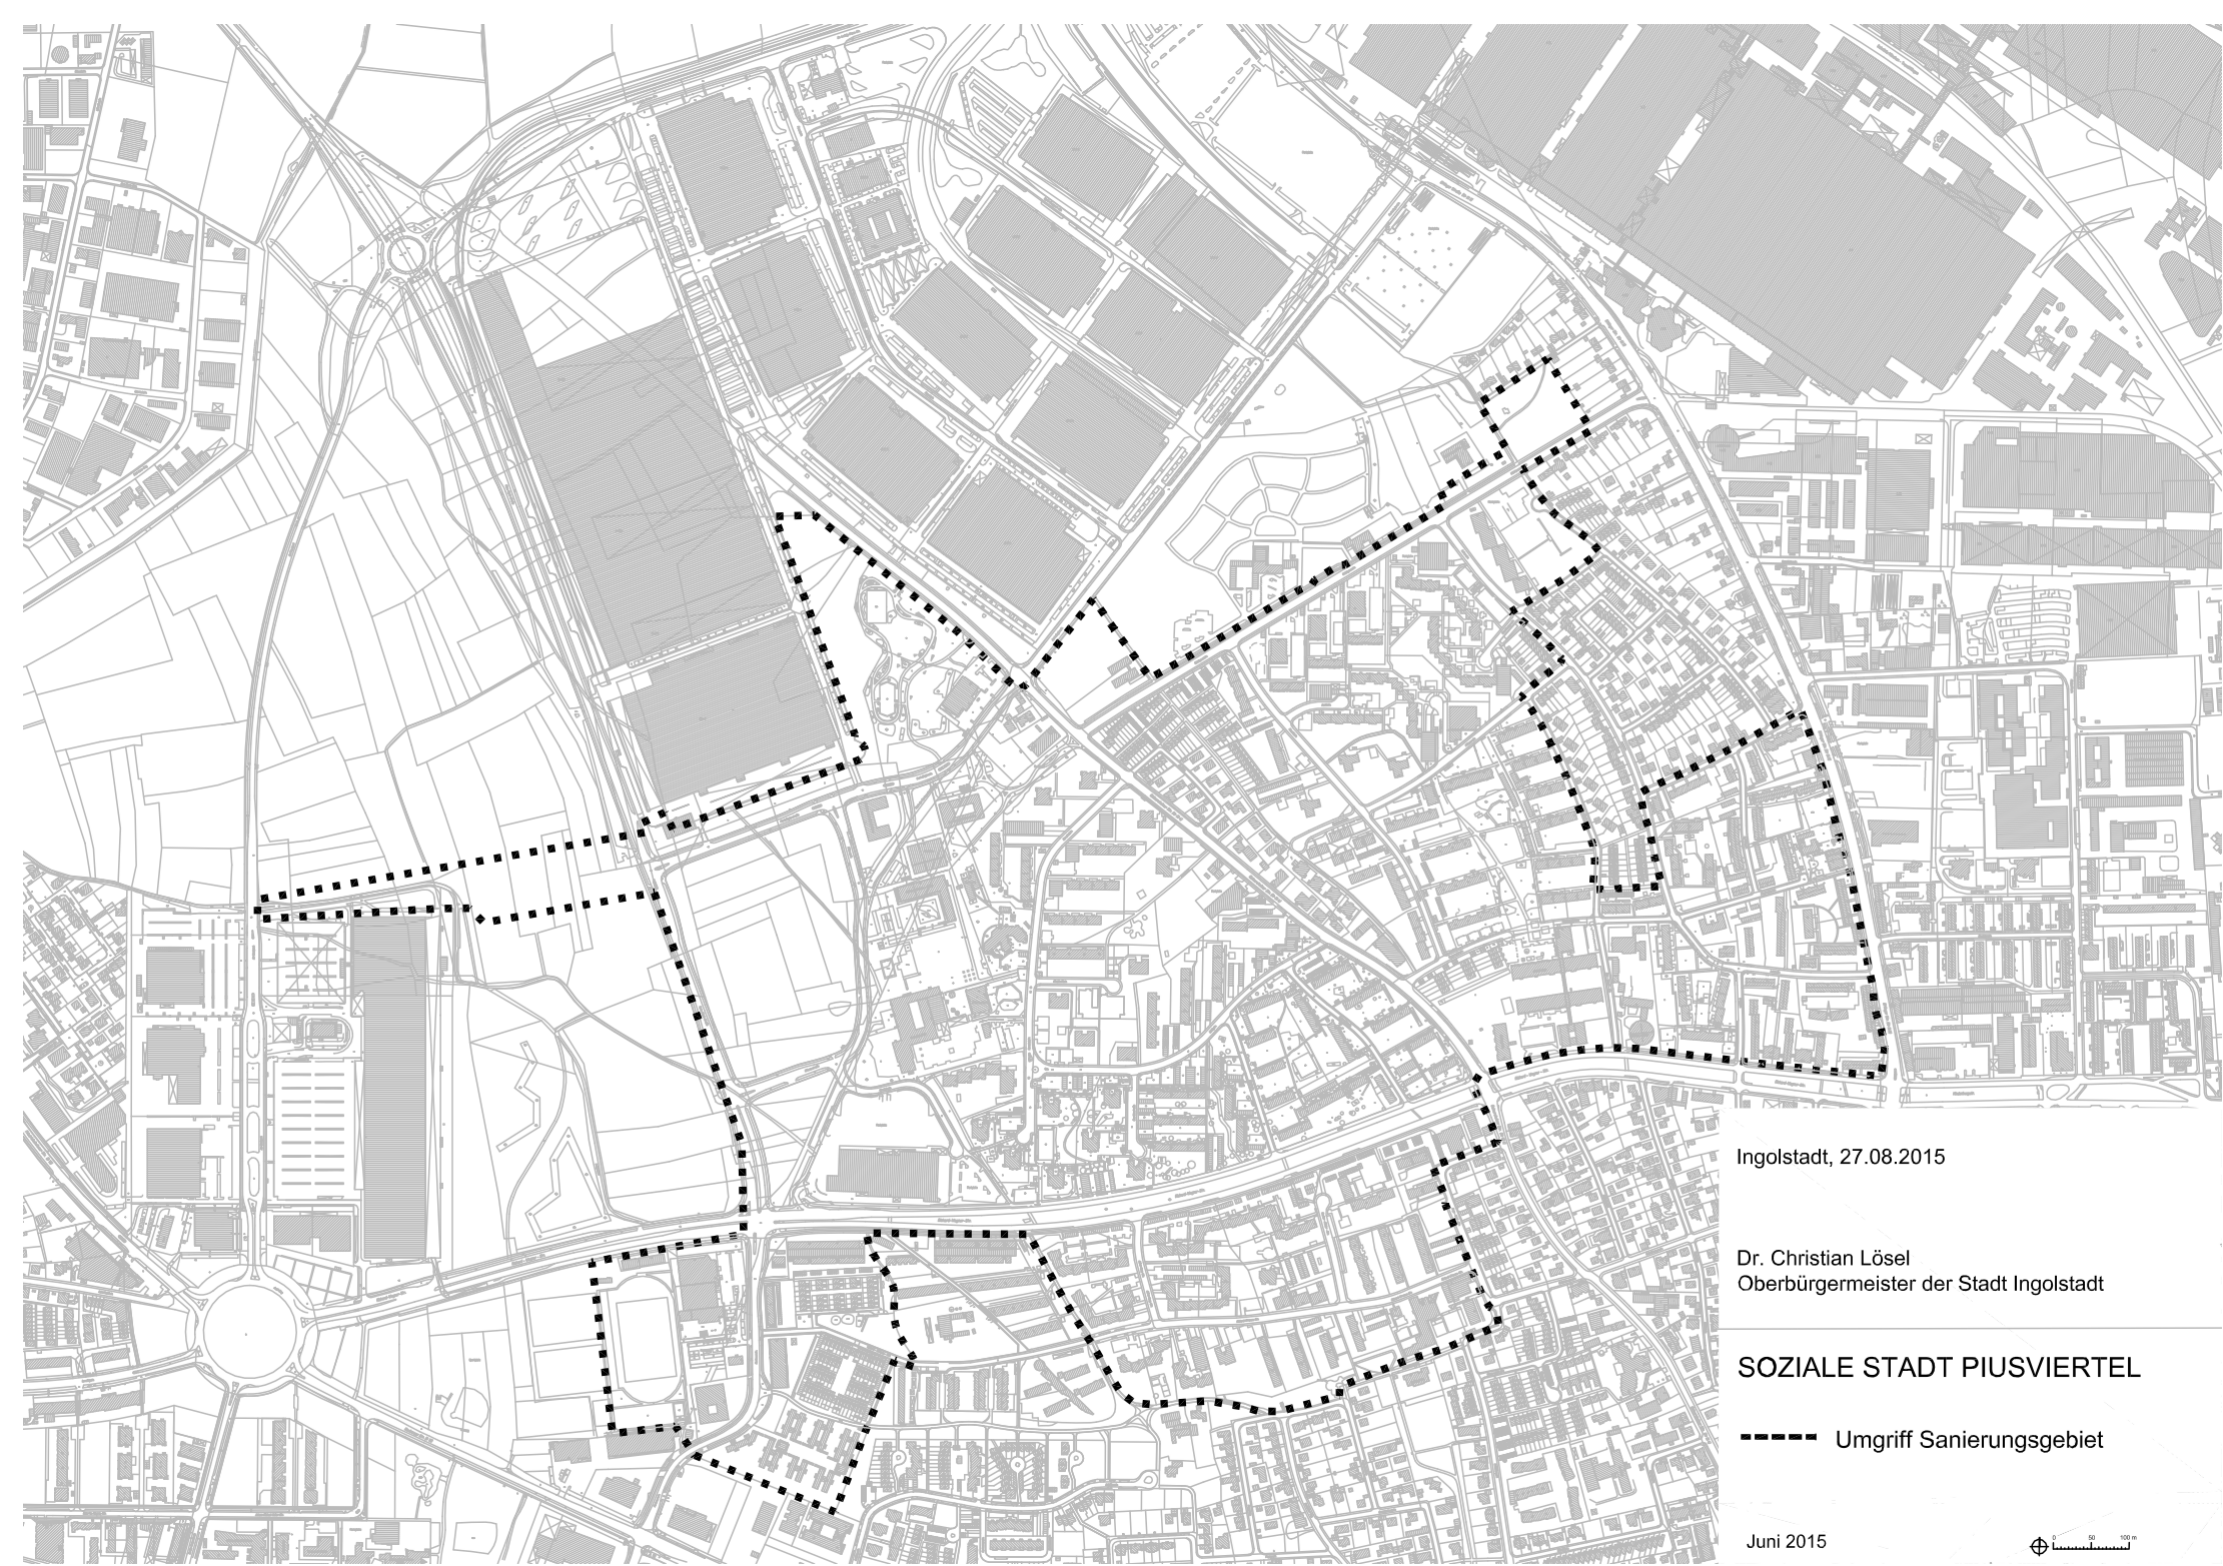 Ingolstadt, 27.08.2015
Dr. Christian Lösel
Oberbürgermeister der Stadt Ingolstadt
SOZIALE STADT PIUSVIERTEL
Umgriff Sanierungsgebiet
Juni 2015
0 50 100 m